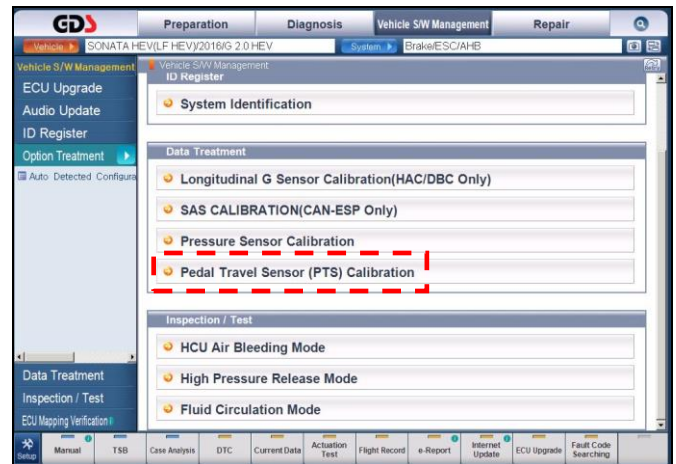 GDS
Preparation
Diagnosis
Vehicle S/W Management
Repair
Vehicle
SONATA HEV(LF HEV)/2016/G 2.0 HEV
System
Brake/ESC/AHB
Vehicle S/W Management
ECU Upgrade
Audio Update
ID Register
Option Treatment
Auto Detected Configura
Data Treatment
Inspection / Test
ECU Mapping Verification
Vehicle S/W Management
ID Register
System Identification
Data Treatment
Longitudinal G Sensor Calibration(HAC/DBC Only)
SAS CALIBRATION(CAN-ESP Only)
Pressure Sensor Calibration
Pedal Travel Sensor (PTS) Calibration
Inspection / Test
HCU Air Bleeding Mode
High Pressure Release Mode
Fluid Circulation Mode
Setup
Manual
TSB
Case Analysis
DTC
Current Data
Actuation
Test
Flight Record
e-Report
Internet
Update
ECU Upgrade
Fault Code
Searching